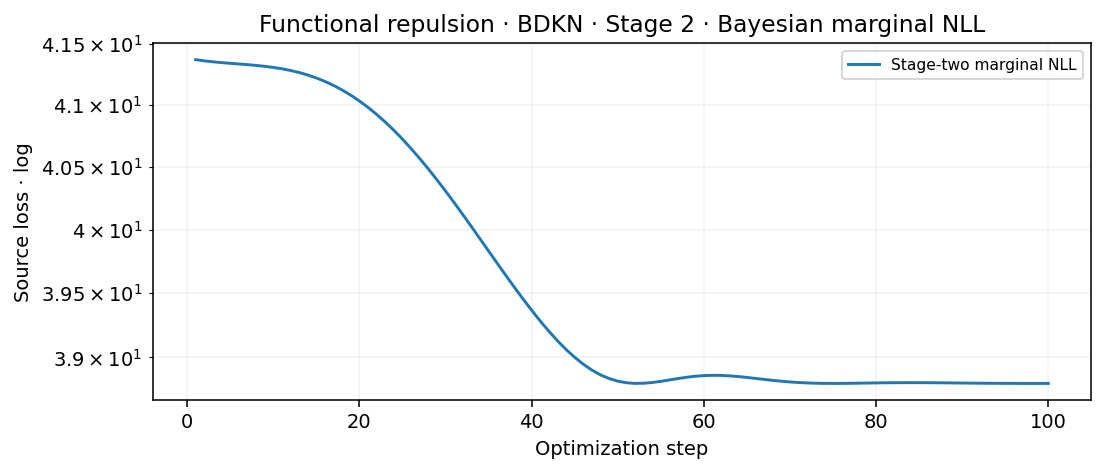 Functional repulsion · BDKN · Stage 2 · Bayesian marginal NLL
Source loss · log
4.15 × 10¹
4.1 × 10¹
4.05 × 10¹
4 × 10¹
3.95 × 10¹
3.9 × 10¹
Stage-two marginal NLL
0 20 40 60 80 100
Optimization step